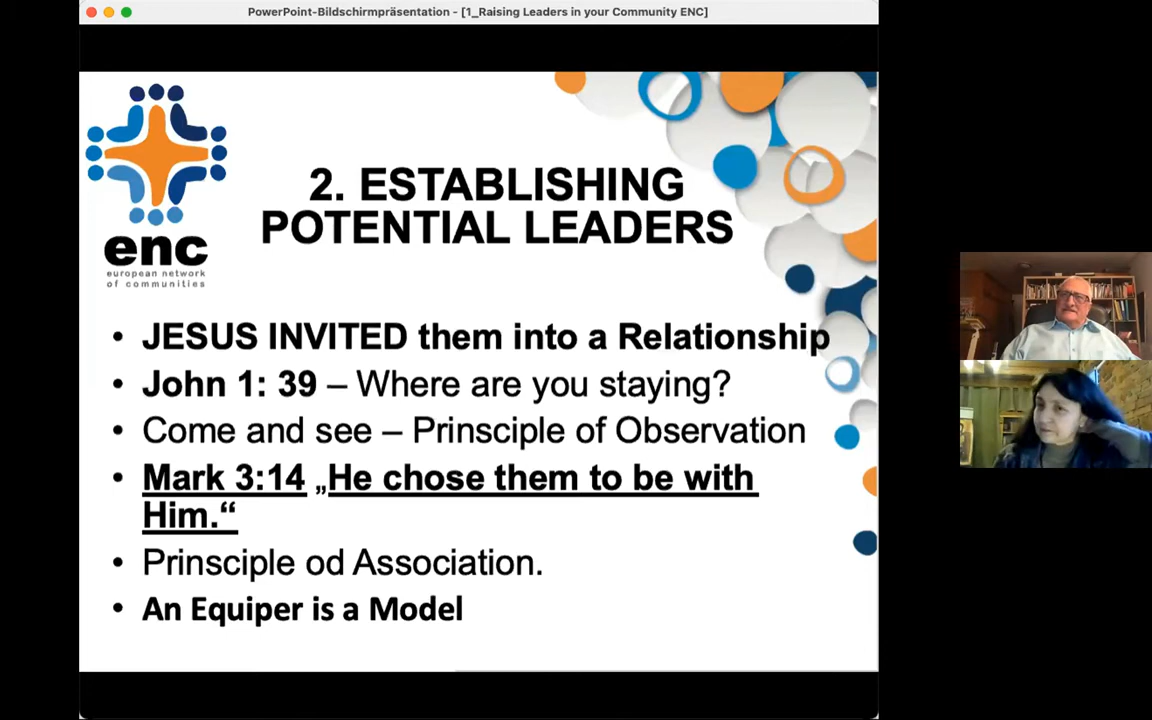 PowerPoint-Bildschirmpräsentation - [1_Raising Leaders in your Community ENC]
enc
european network
of communities
2. ESTABLISHING
POTENTIAL LEADERS
• JESUS INVITED them into a Relationship
• John 1: 39 – Where are you staying?
• Come and see – Prinsciple of Observation
• Mark 3:14 „He chose them to be with
Him.“
• Prinsciple od Association.
• An Equiper is a Model